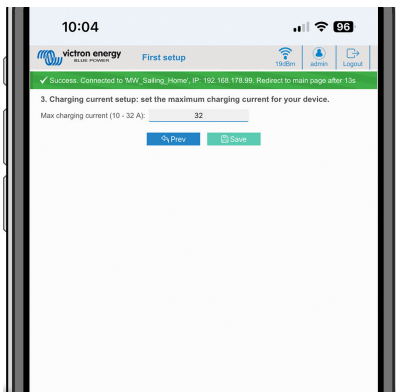 10:04
96
victron energy
BLUE POWER
First setup
19dBm
admin
Logout
Success. Connected to 'MW_Sailing_Home', IP: 192.168.178.99, Redirect to main page after 13s
3. Charging current setup: set the maximum charging current for your device.
Max charging current (10 - 32 A):
32
Prev
Save